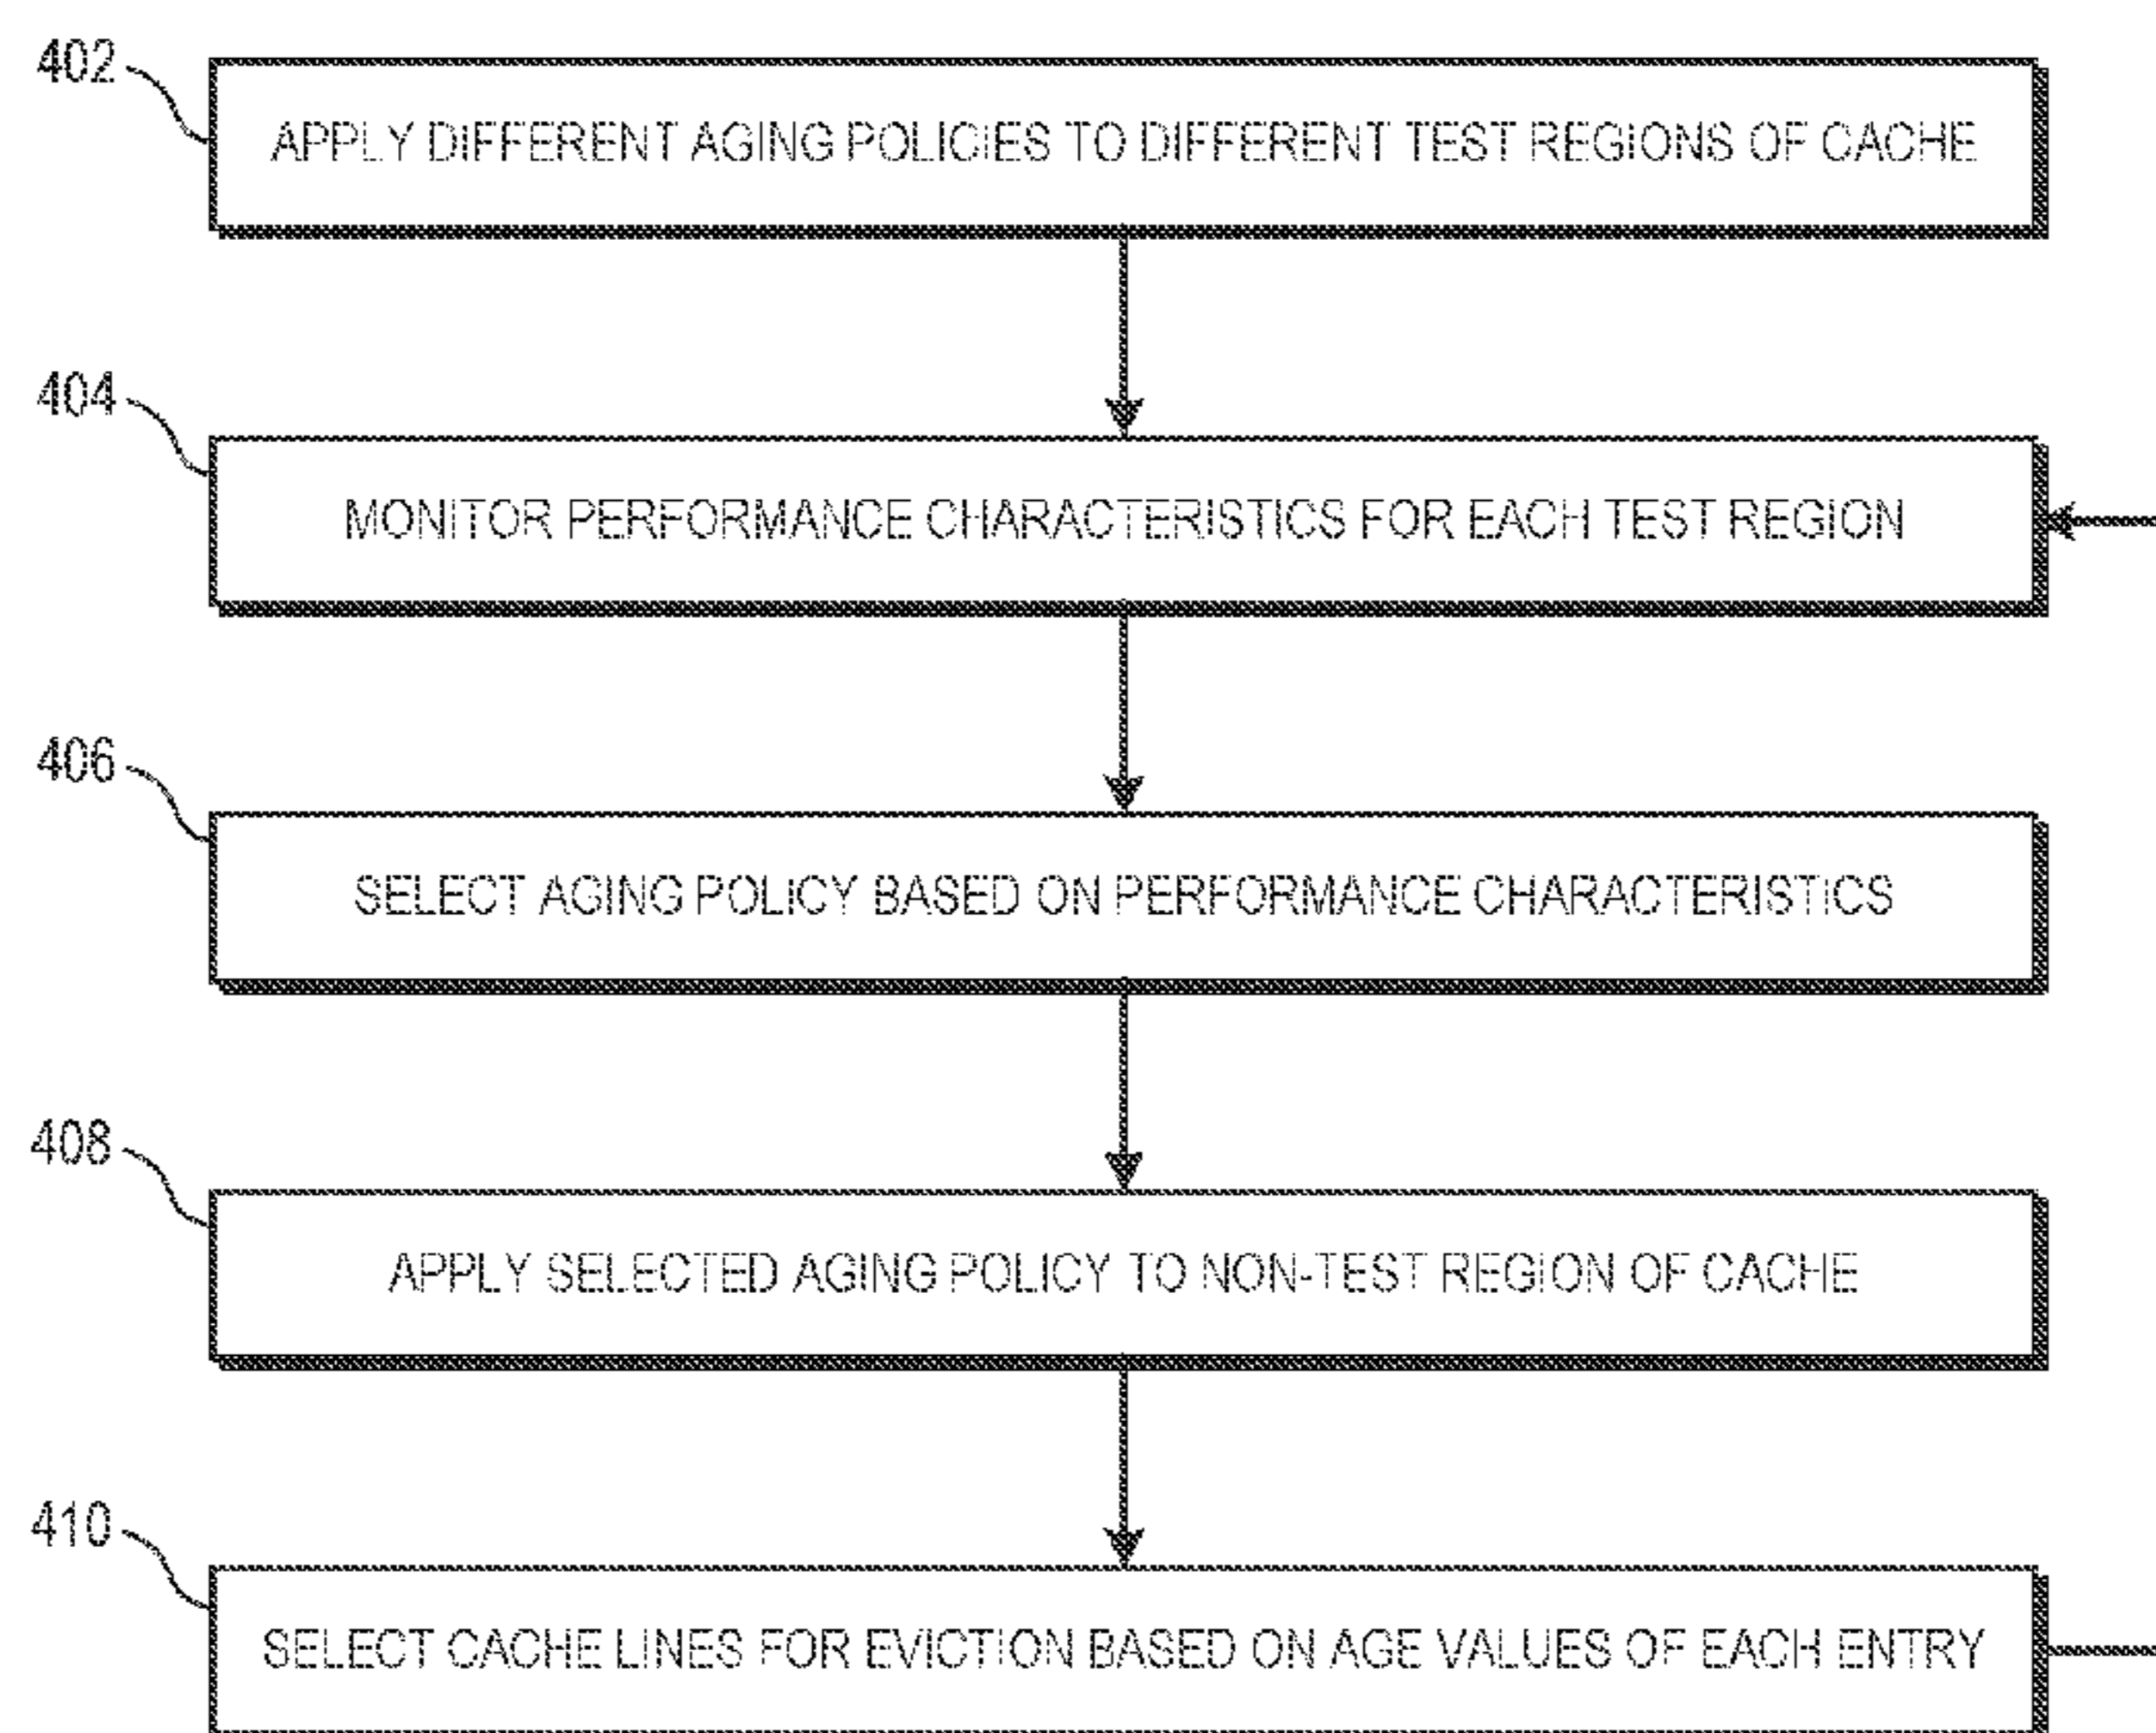 402
APPLY DIFFERENT AGING POLICIES TO DIFFERENT TEST REGIONS OF CACHE
404
MONITOR PERFORMANCE CHARACTERISTICS FOR EACH TEST REGION
406
SELECT AGING POLICY BASED ON PERFORMANCE CHARACTERISTICS
408
APPLY SELECTED AGING POLICY TO NON-TEST REGION OF CACHE
410
SELECT CACHE LINES FOR EVICTION BASED ON AGE VALUES OF EACH ENTRY